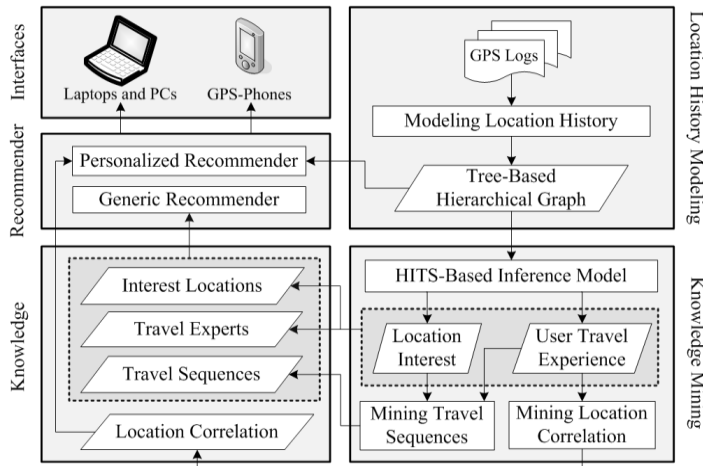 Interfaces
Laptops and PCs
GPS-Phones
Recommender
Personalized Recommender
Generic Recommender
Location History Modeling
GPS Logs
Modeling Location History
Tree-Based
Hierarchical Graph
Knowledge
Interest Locations
Travel Experts
Travel Sequences
Location Correlation
Knowledge Mining
HITS-Based Inference Model
Location
Interest
User Travel
Experience
Mining Travel
Sequences
Mining Location
Correlation